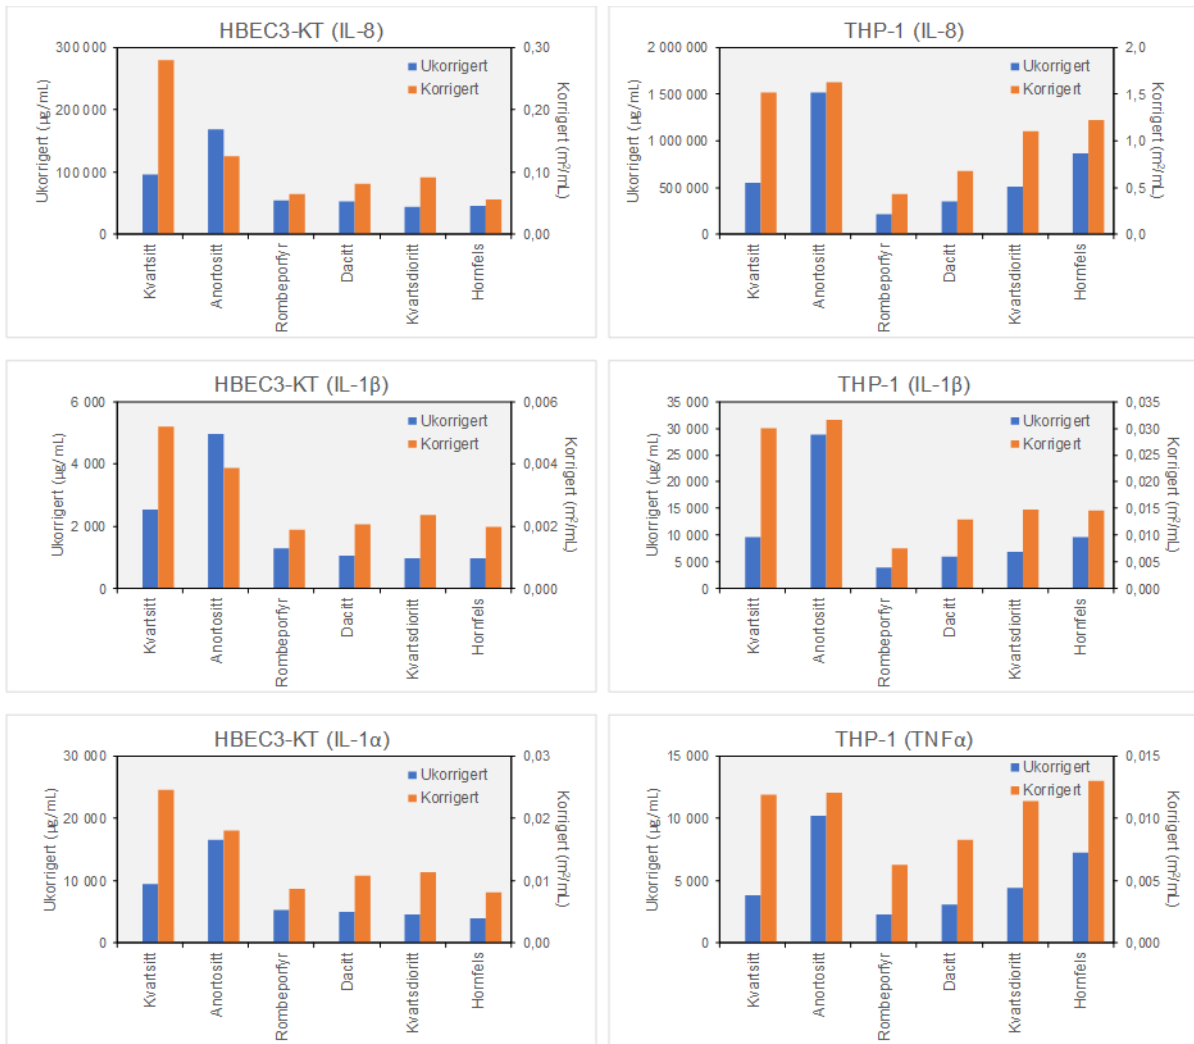 HBEC3-KT (IL-8)
Ukorrigert (µg/mL)
300 000
200 000
100 000
0
Ukorrigert
Korrigert
0,30
0,20
0,10
0,00
Korrigert (m²/mL)
Kvartsitt
Anortositt
Rombeporfyr
Dacitt
Kvartsdioritt
Hornfels
THP-1 (IL-8)
Ukorrigert (µg/mL)
2 000 000
1 500 000
1 000 000
500 000
0
Ukorrigert
Korrigert
2,0
1,5
1,0
0,5
0,0
Korrigert (m²/mL)
Kvartsitt
Anortositt
Rombeporfyr
Dacitt
Kvartsdioritt
Hornfels
HBEC3-KT (IL-1β)
Ukorrigert (µg/mL)
6 000
4 000
2 000
0
Ukorrigert
Korrigert
0,006
0,004
0,002
0,000
Korrigert (m²/mL)
Kvartsitt
Anortositt
Rombeporfyr
Dacitt
Kvartsdioritt
Hornfels
THP-1 (IL-1β)
Ukorrigert (µg/mL)
35 000
30 000
25 000
20 000
15 000
10 000
5 000
0
Ukorrigert
Korrigert
0,035
0,030
0,025
0,020
0,015
0,010
0,005
0,000
Korrigert (m²/mL)
Kvartsitt
Anortositt
Rombeporfyr
Dacitt
Kvartsdioritt
Hornfels
HBEC3-KT (IL-1α)
Ukorrigert (µg/mL)
30 000
20 000
10 000
0
Ukorrigert
Korrigert
0,03
0,02
0,01
0,00
Korrigert (m²/mL)
Kvartsitt
Anortositt
Rombeporfyr
Dacitt
Kvartsdioritt
Hornfels
THP-1 (TNFα)
Ukorrigert (µg/mL)
15 000
10 000
5 000
0
Ukorrigert
Korrigert
0,015
0,010
0,005
0,000
Korrigert (m²/mL)
Kvartsitt
Anortositt
Rombeporfyr
Dacitt
Kvartsdioritt
Hornfels